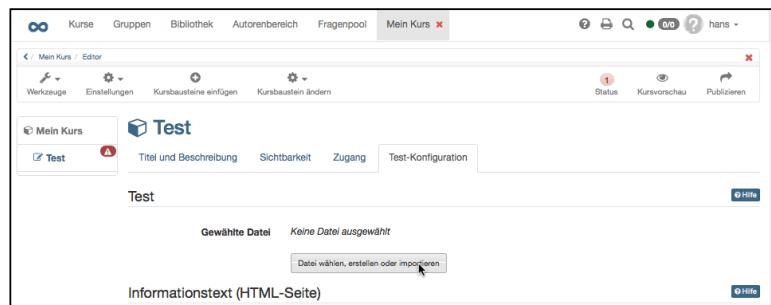 Kurse Gruppen Bibliothek Autorenbereich Fragenpool Mein Kurs 0/0 hans
/ Mein Kurs / Editor
Werkzeuge Einstellungen Kursbausteine einfügen Kursbaustein ändern 1 Status Kursvorschau Publizieren
Mein Kurs
Test
Test
Titel und Beschreibung Sichtbarkeit Zugang Test-Konfiguration
Test Hilfe
Gewählte Datei Keine Datei ausgewählt
Datei wählen, erstellen oder importieren
Informationstext (HTML-Seite) Hilfe